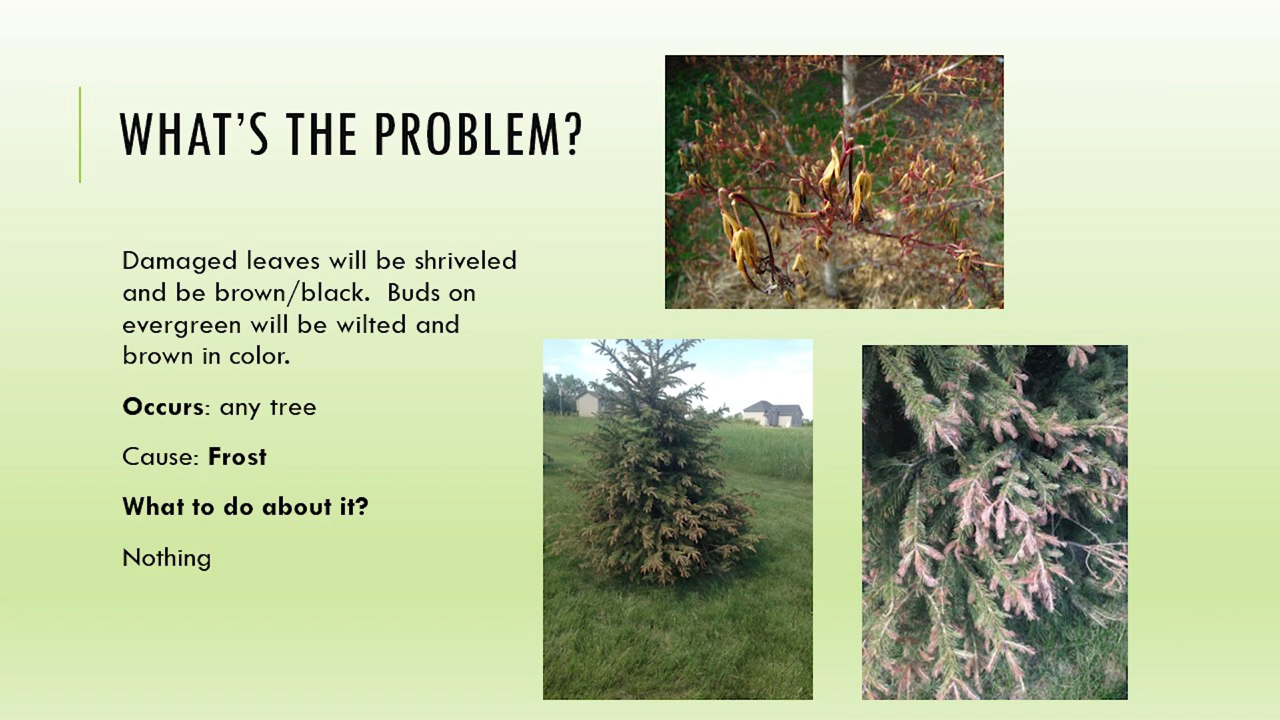 WHAT'S THE PROBLEM?
Damaged leaves will be shriveled
and be brown/black.  Buds on
evergreen will be wilted and
brown in color.
Occurs: any tree
Cause: Frost
What to do about it?
Nothing